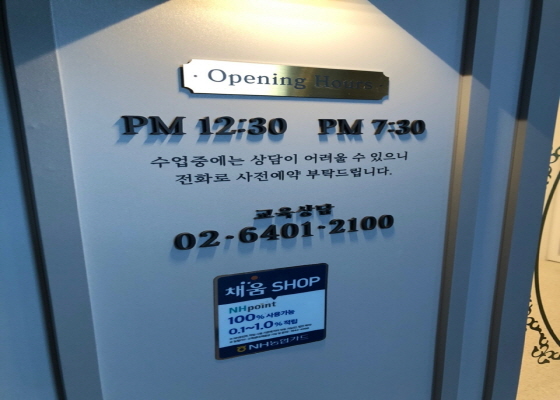 · Opening Hours ·
PM 12:30 PM 7:30
수업중에는 상담이 어려울 수 있으니
전화로 사전예약 부탁드립니다.
교육상담
02-6401-2100
채움 SHOP
NHpoint
100% 사용가능
0.1~1.0% 적립
NH농협카드